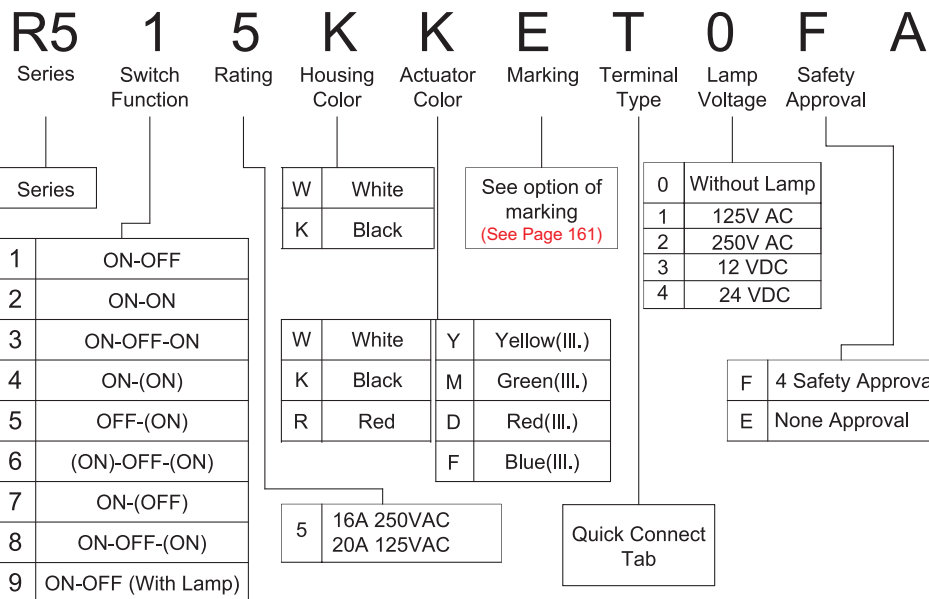 R5 1 5 K K E T 0 F A
Series Switch Function Rating Housing Color Actuator Color Marking Terminal Type Lamp Voltage Safety Approval
Series
1 ON-OFF
2 ON-ON
3 ON-OFF-ON
4 ON-(ON)
5 OFF-(ON)
6 (ON)-OFF-(ON)
7 ON-(OFF)
8 ON-OFF-(ON)
9 ON-OFF (With Lamp)
5 16A 250VAC
20A 125VAC
W White
K Black
W White
K Black
R Red
Y Yellow(Ill.)
M Green(Ill.)
D Red(Ill.)
F Blue(Ill.)
See option of
marking
(See Page 161)
Quick Connect
Tab
0 Without Lamp
1 125V AC
2 250V AC
3 12 VDC
4 24 VDC
F 4 Safety Approva
E None Approval